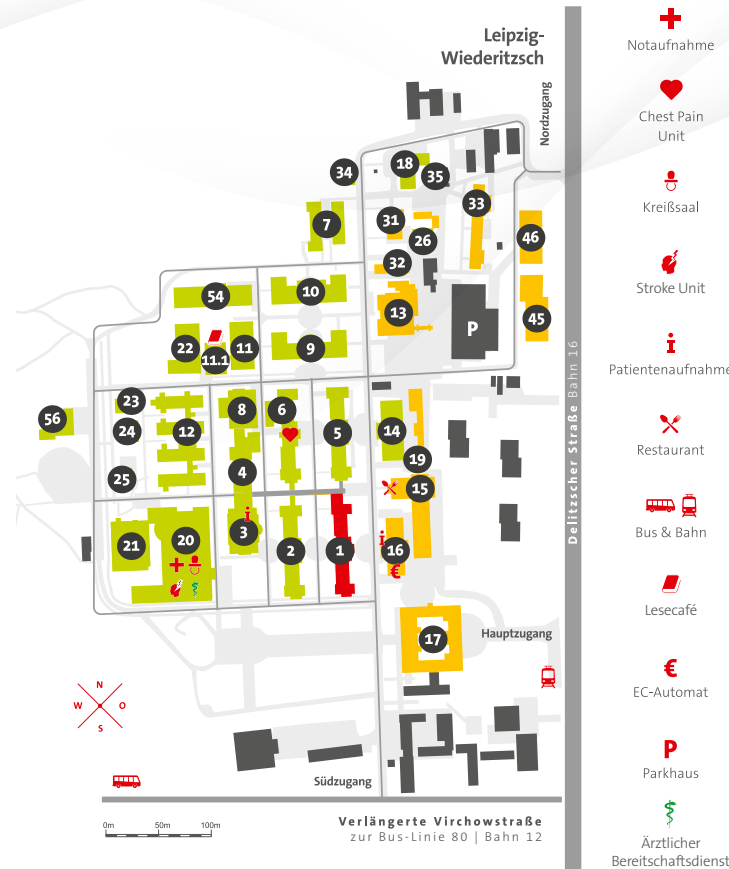 Leipzig-
Wiederitzsch
Nordzugang
34
18
35
7
31
33
26
46
32
54
10
13
45
P
22
11.1
11
9
Delitzscher Straße Bahn 16
56
23
8
6
24
12
5
14
25
4
19
15
21
20
3
2
1
16
€
17
Hauptzugang
N
W
O
S
Südzugang
0m
50m
100m
Verlängerte Virchowstraße
zur Bus-Linie 80 | Bahn 12
Notaufnahme
Chest Pain
Unit
Kreißsaal
Stroke Unit
i
Patientenaufnahme
Restaurant
Bus & Bahn
Lesecafé
€
EC-Automat
P
Parkhaus
Ärztlicher
Bereitschaftsdienst